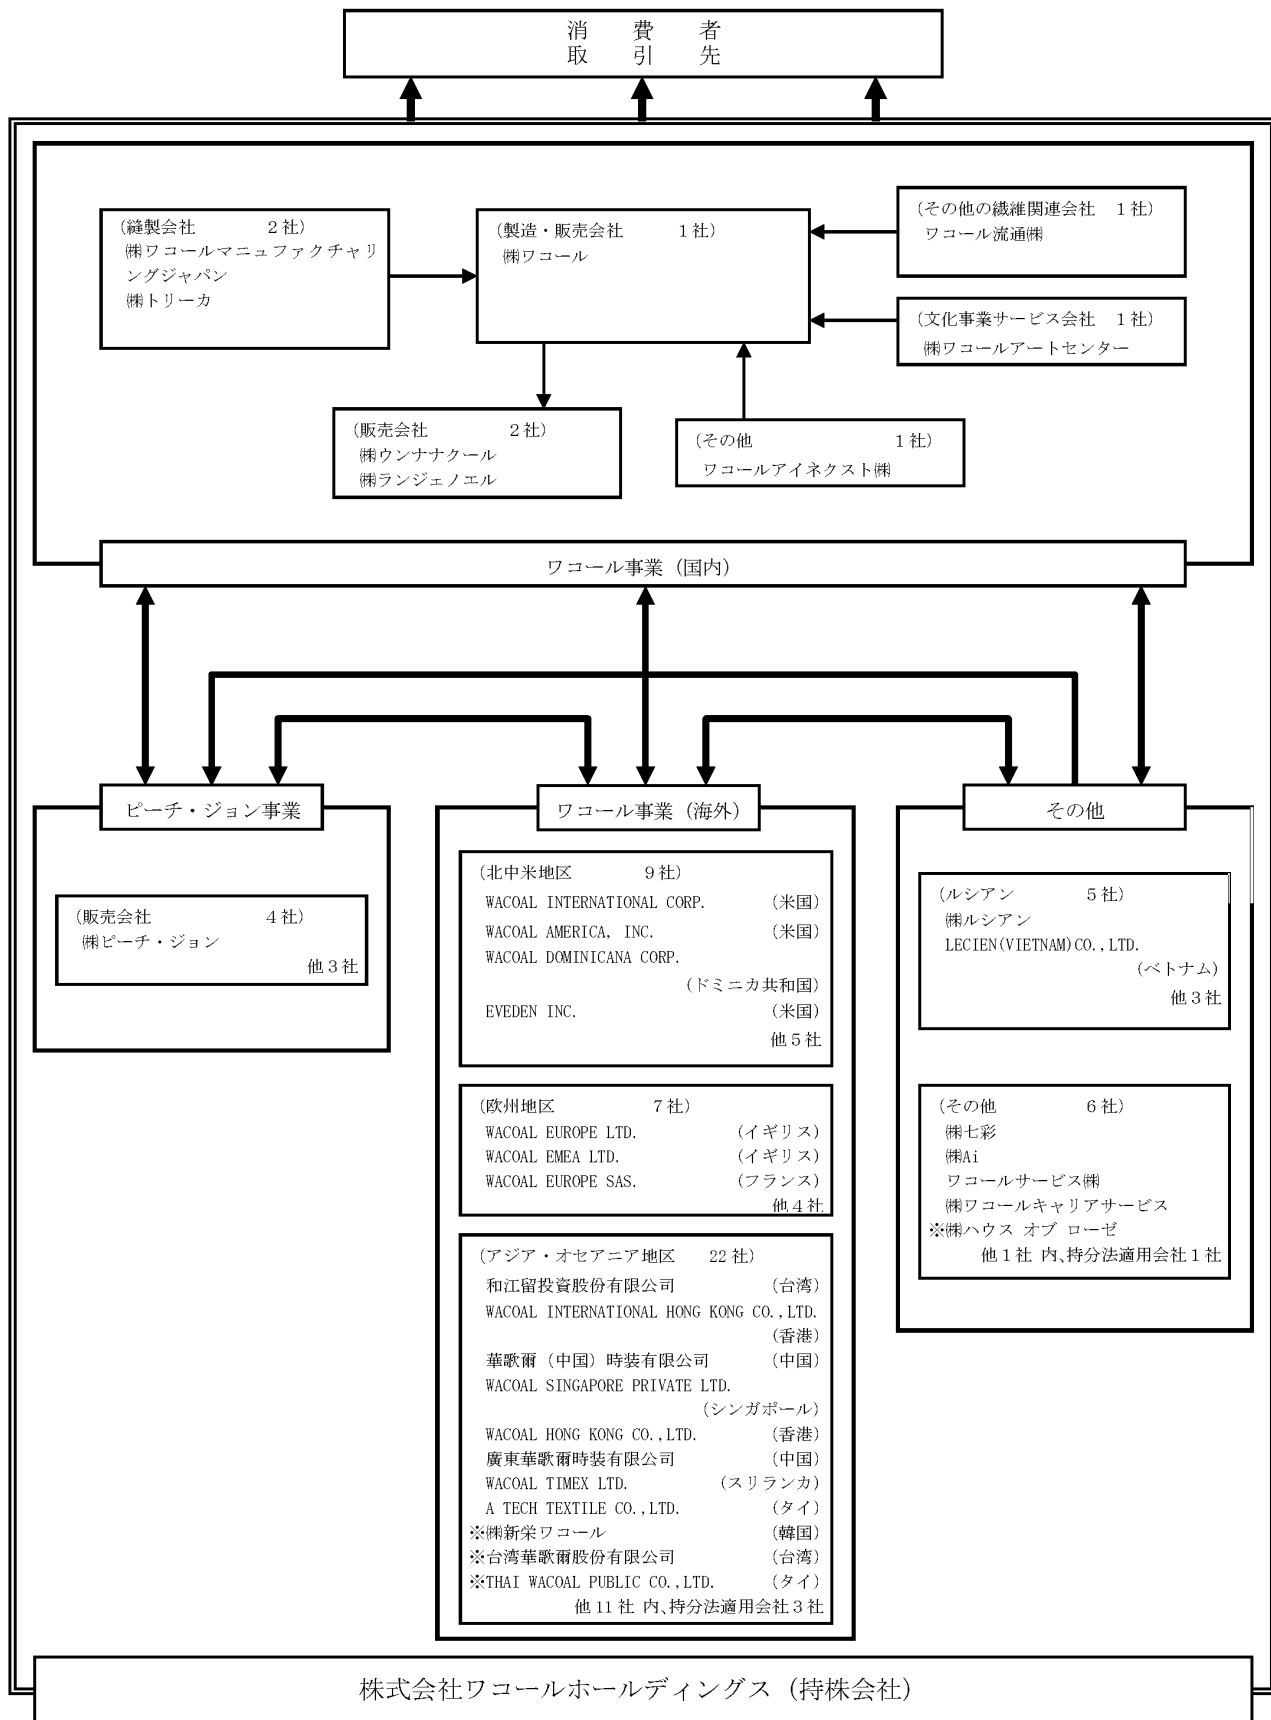 消費者
取引先
（縫製会社 2社）
㈱ワコールマニュファクチャリ
ングジャパン
㈱トリーカ
（製造・販売会社 1社）
㈱ワコール
（その他の繊維関連会社 1社）
ワコール流通㈱
（文化事業サービス会社 1社）
㈱ワコールアートセンター
（販売会社 2社）
㈱ウンナナクール
㈱ランジェノエル
（その他 1社）
ワコールアイネクスト㈱
ワコール事業（国内）
ピーチ・ジョン事業
（販売会社 4社）
㈱ピーチ・ジョン
他3社
ワコール事業（海外）
（北中米地区 9社）
WACOAL INTERNATIONAL CORP. （米国）
WACOAL AMERICA, INC. （米国）
WACOAL DOMINICANA CORP.
（ドミニカ共和国）
EVEDEN INC. （米国）
他5社
（欧州地区 7社）
WACOAL EUROPE LTD. （イギリス）
WACOAL EMEA LTD. （イギリス）
WACOAL EUROPE SAS. （フランス）
他4社
（アジア・オセアニア地区 22社）
和江留投資股份有限公司 （台湾）
WACOAL INTERNATIONAL HONG KONG CO.,LTD.
（香港）
華歌爾（中国）時装有限公司 （中国）
WACOAL SINGAPORE PRIVATE LTD.
（シンガポール）
WACOAL HONG KONG CO.,LTD. （香港）
廣東華歌爾時装有限公司 （中国）
WACOAL TIMEX LTD. （スリランカ）
A TECH TEXTILE CO.,LTD. （タイ）
※㈱新栄ワコール （韓国）
※台湾華歌爾股份有限公司 （台湾）
※THAI WACOAL PUBLIC CO.,LTD. （タイ）
他11社 内、持分法適用会社3社
その他
（ルシアン 5社）
㈱ルシアン
LECIEN(VIETNAM)CO.,LTD.
（ベトナム）
他3社
（その他 6社）
㈱七彩
㈱Ai
ワコールサービス㈱
㈱ワコールキャリアサービス
※㈱ハウス オブ ローゼ
他1社 内、持分法適用会社1社
株式会社ワコールホールディングス（持株会社）